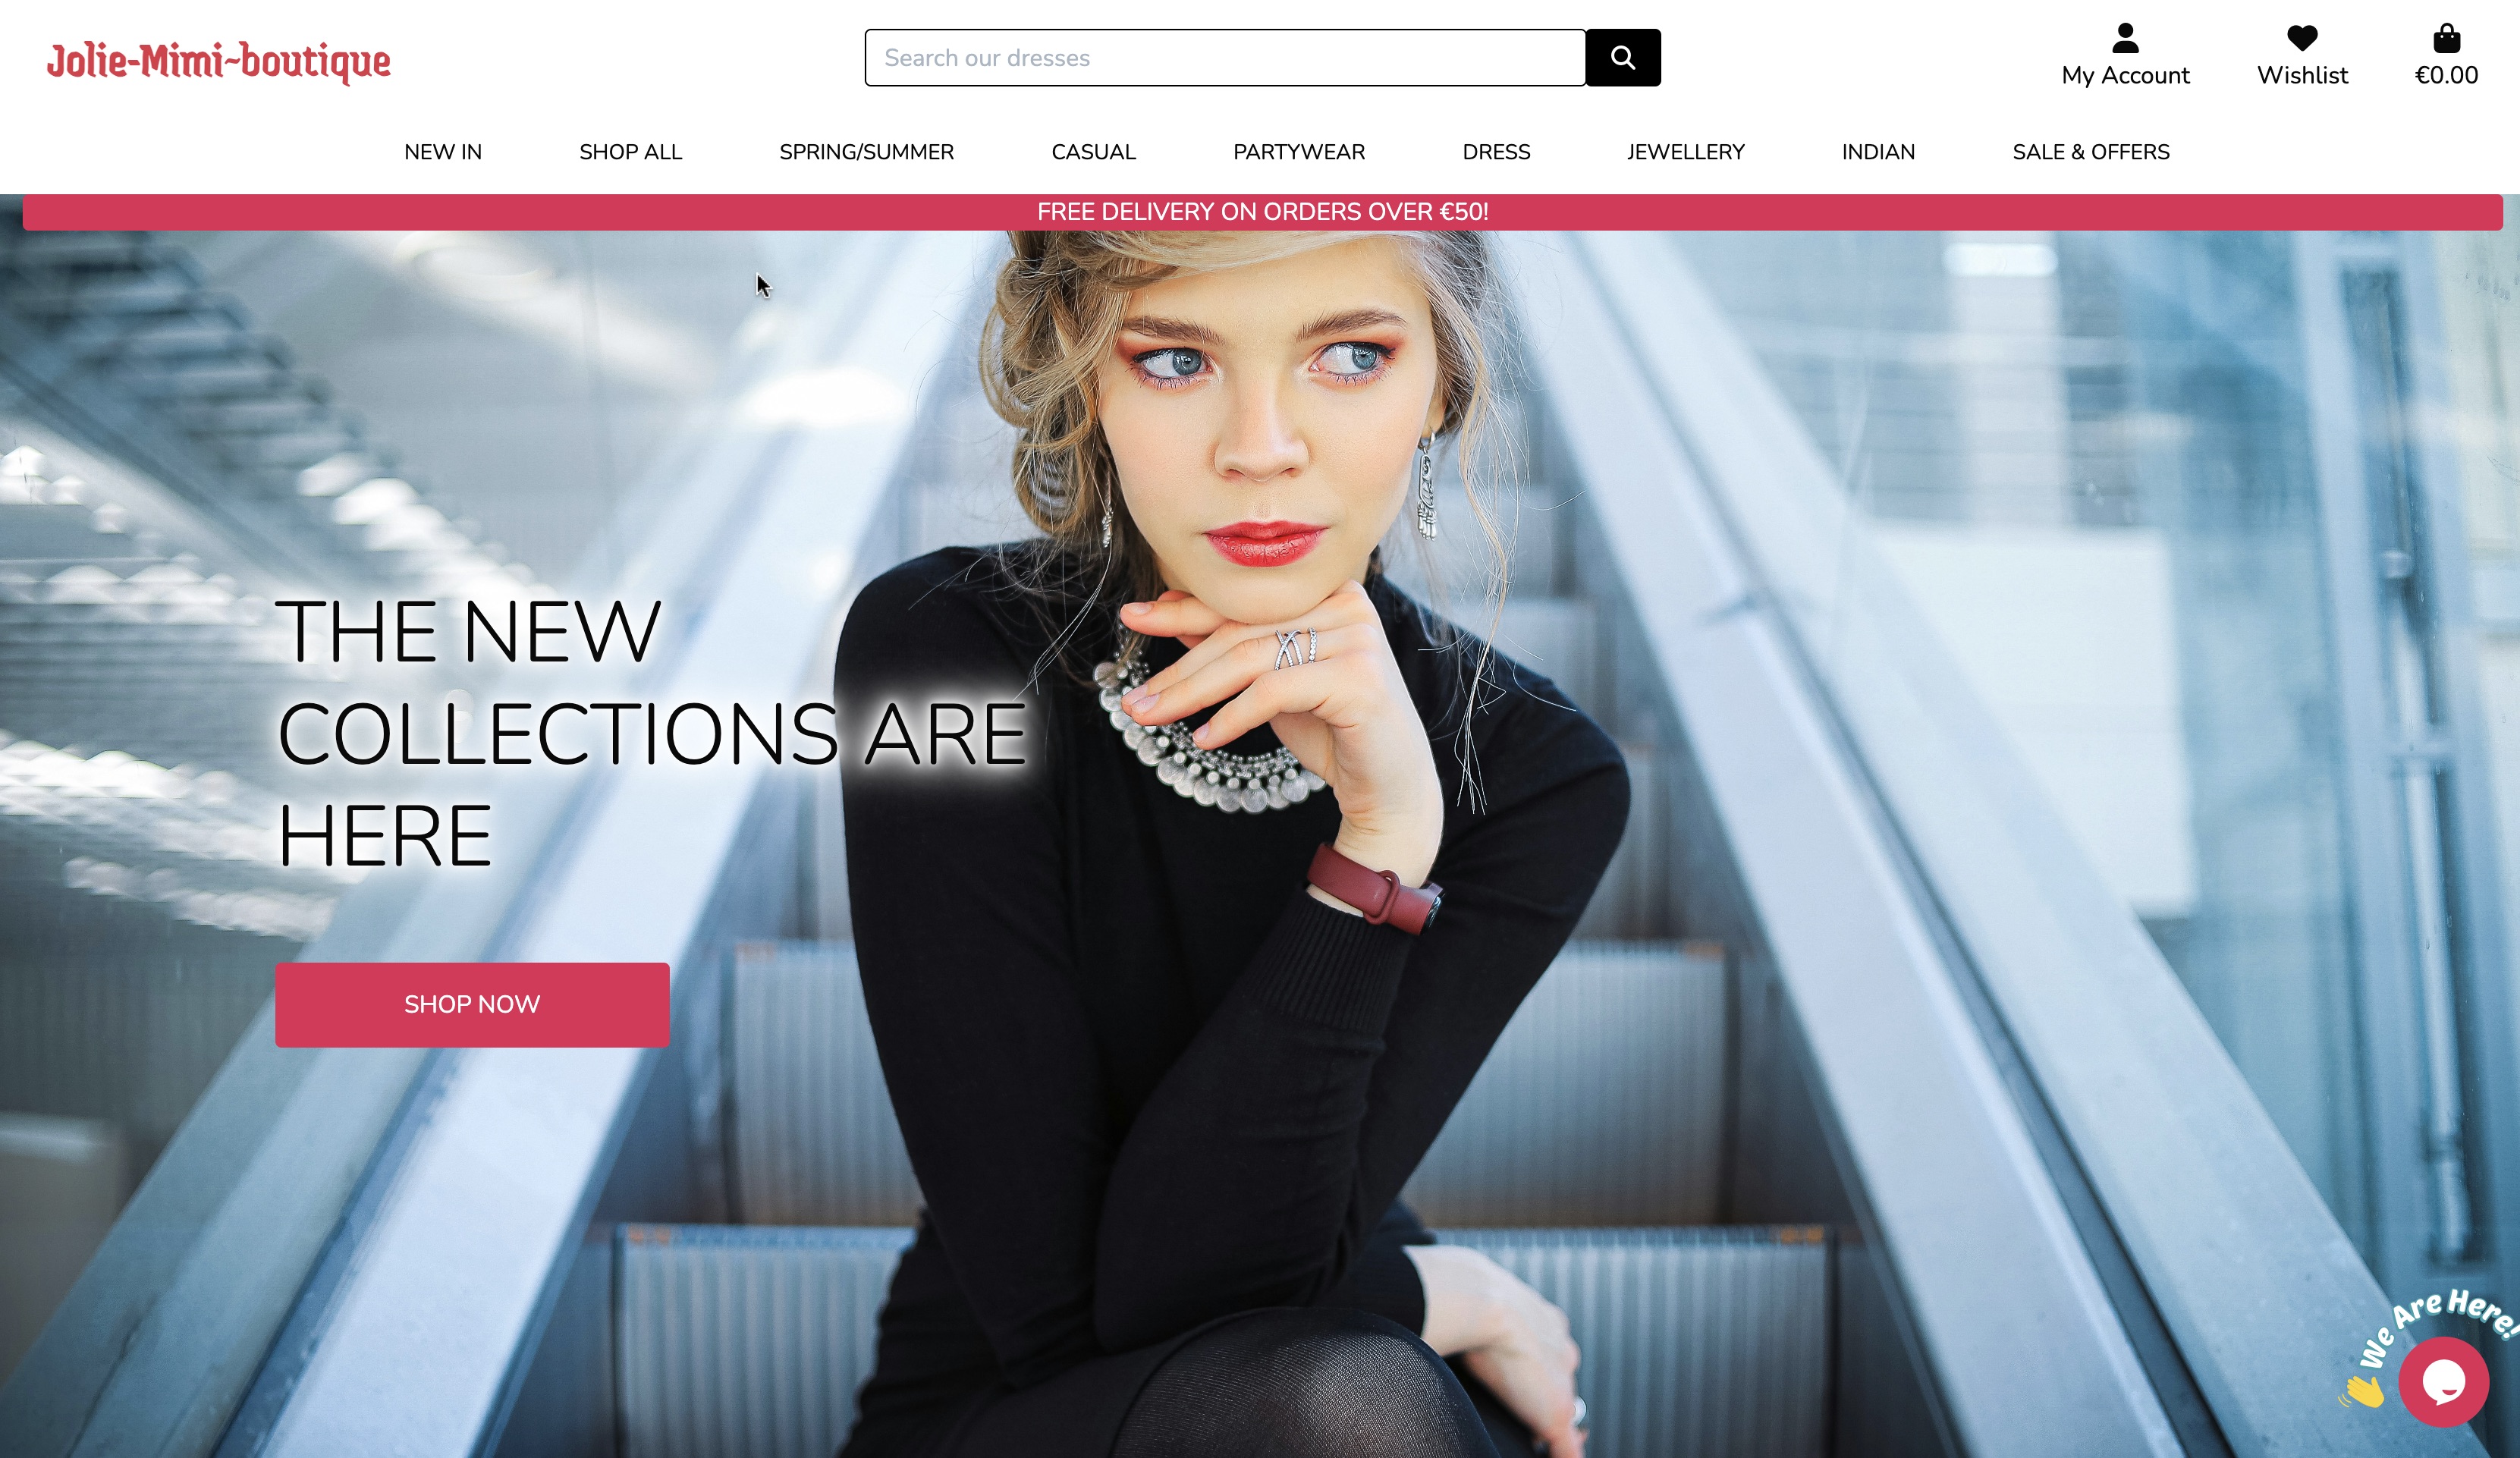 Jolie-Mimi~boutique
Search our dresses
My Account
Wishlist
€0.00
NEW IN
SHOP ALL
SPRING/SUMMER
CASUAL
PARTYWEAR
DRESS
JEWELLERY
INDIAN
SALE & OFFERS
FREE DELIVERY ON ORDERS OVER €50!
THE NEW
COLLECTIONS ARE
HERE
SHOP NOW
We Are Here!